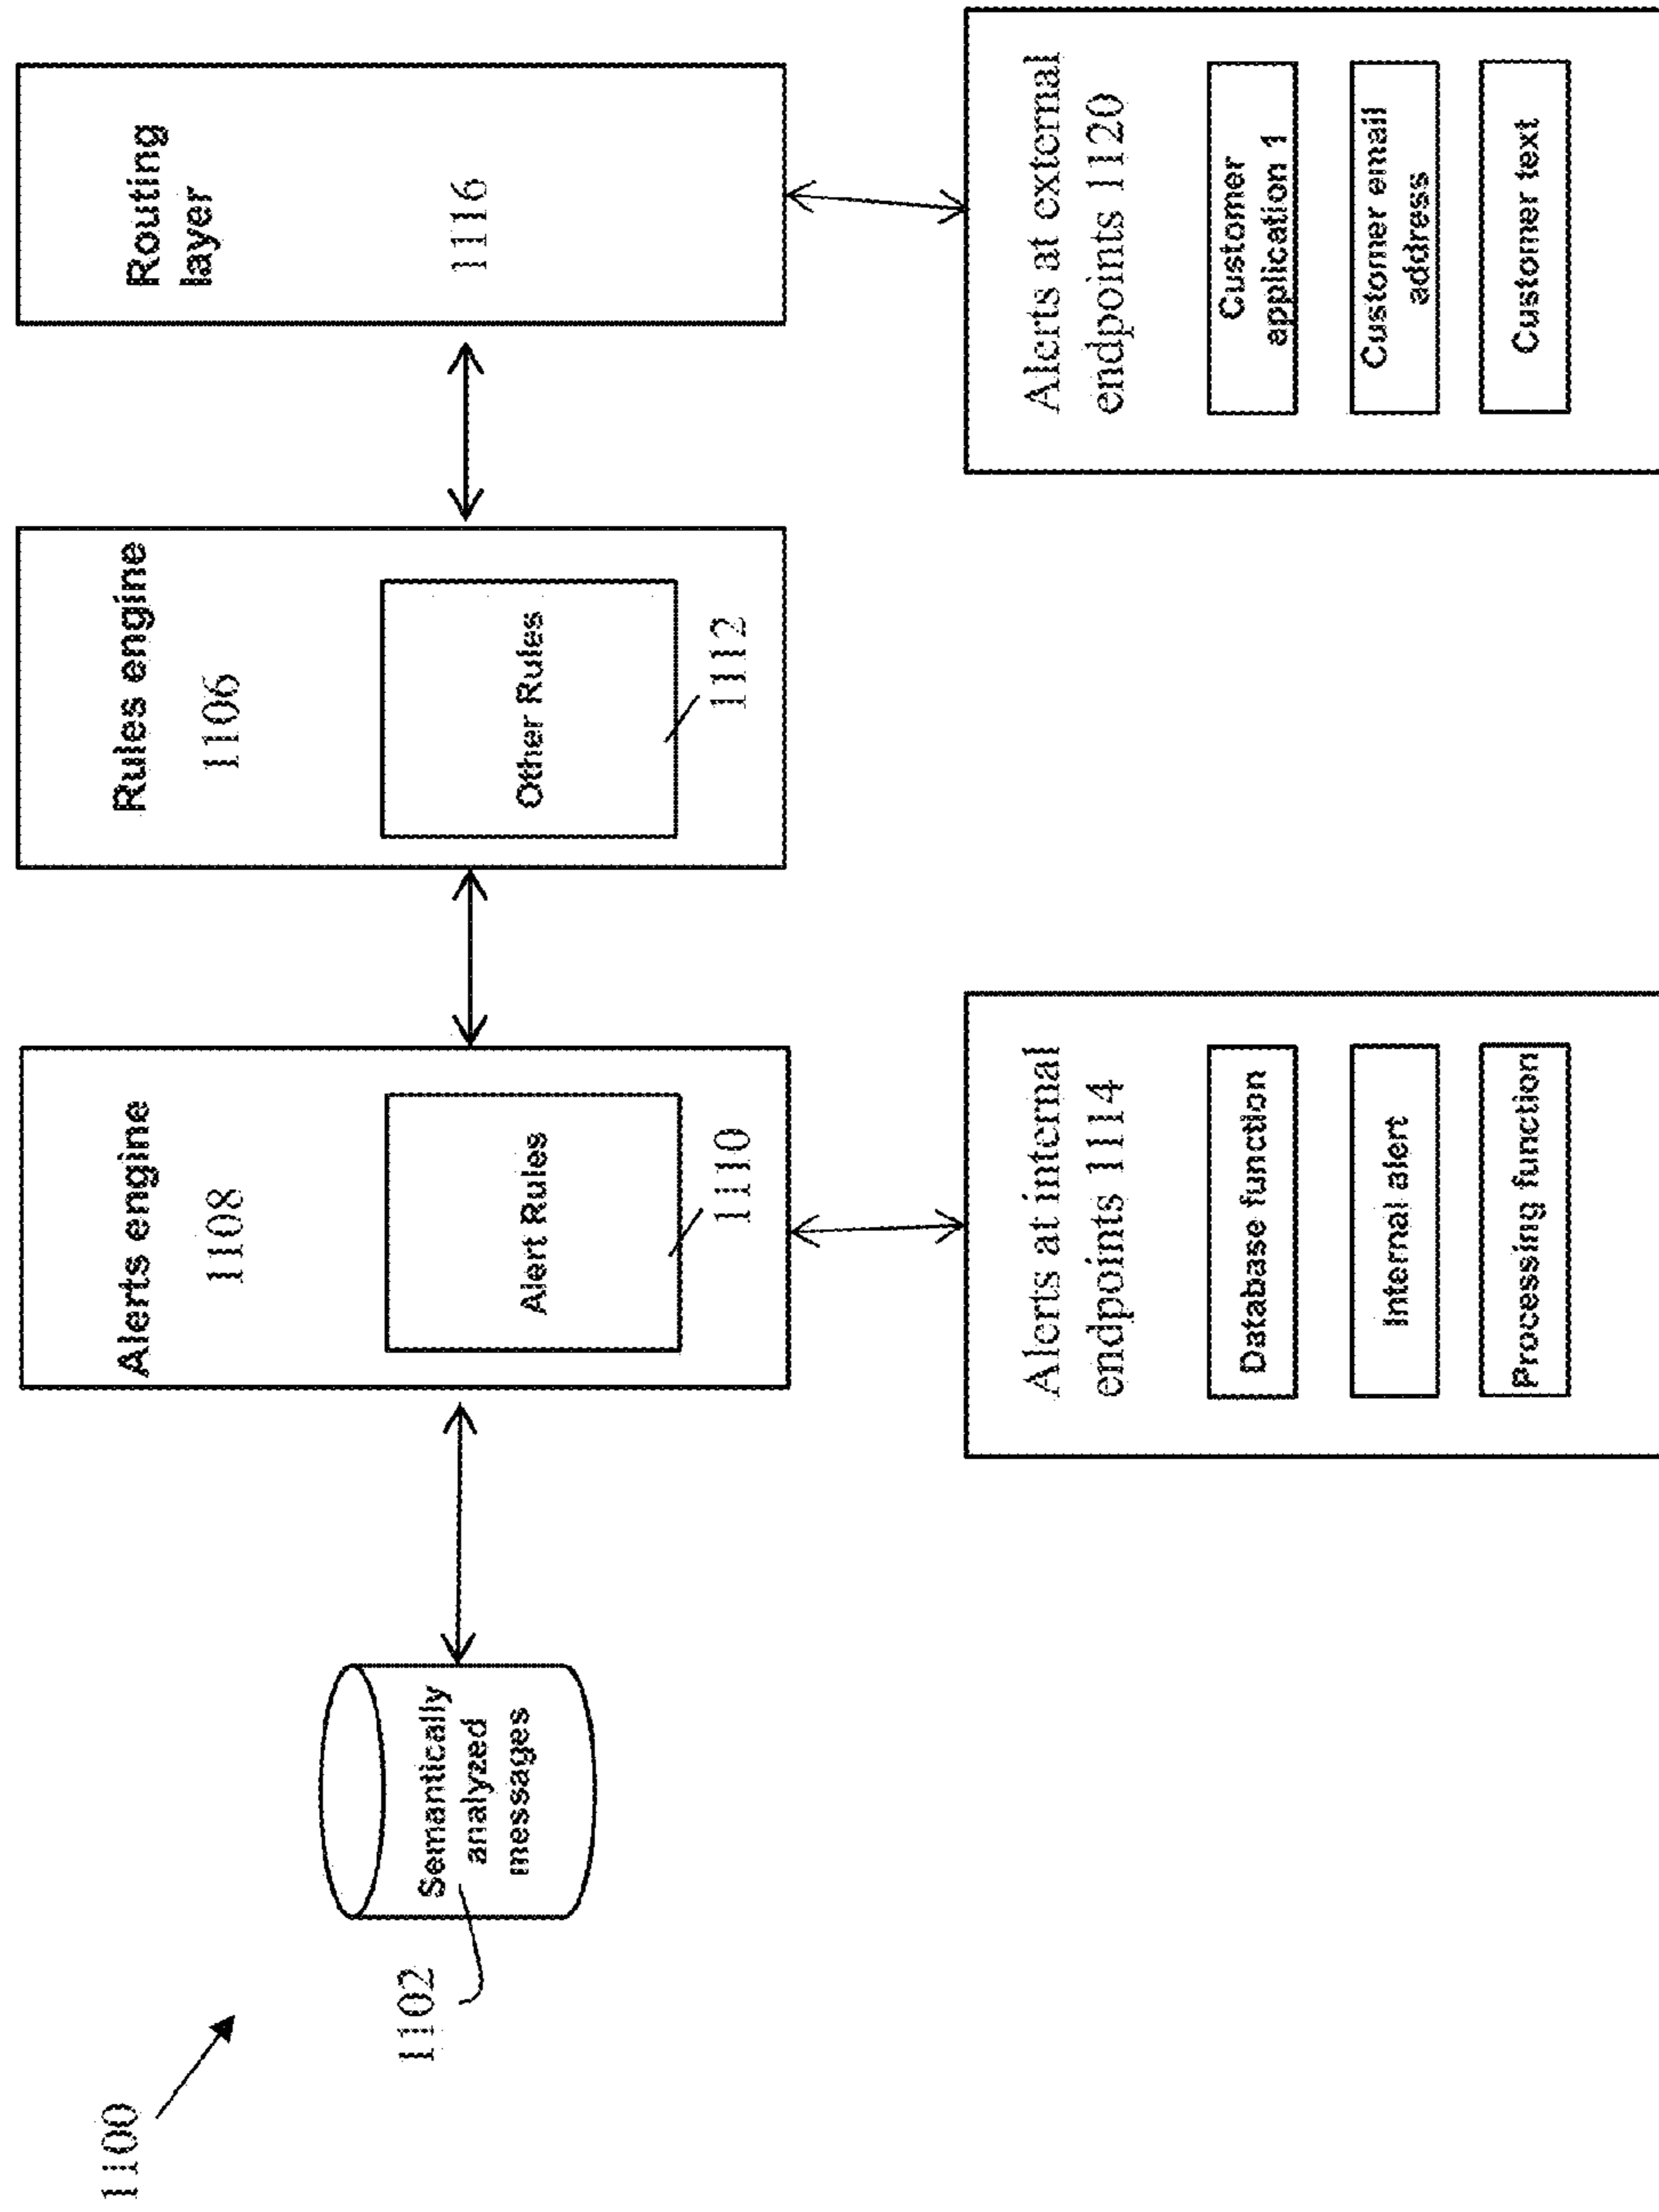 1100
1102
Semantically
analyzed
messages
Alerts engine
1108
Alert Rules
1110
Rules engine
1106
Other Rules
1112
Routing
layer
1116
Alerts at internal
endpoints 1114
Database function
Internal alert
Processing function
Alerts at external
endpoints 1120
Customer
application 1
Customer email
address
Customer text